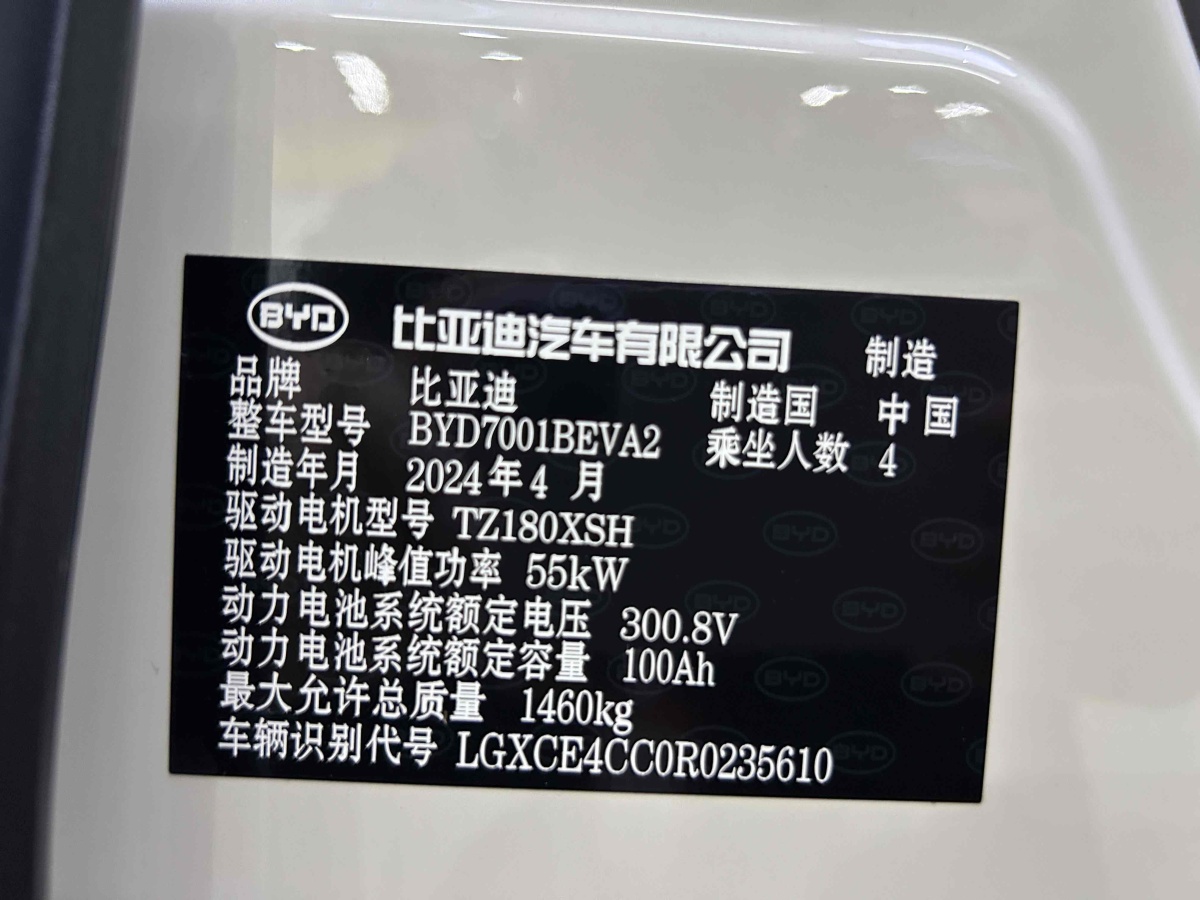 BYD 比亚迪汽车有限公司 制造
品牌 比亚迪 制造国 中国
整车型号 BYD7001BEVA2 乘坐人数 4
制造年月 2024年4月
驱动电机型号 TZ180XSH
驱动电机峰值功率 55kW
动力电池系统额定电压 300.8V
动力电池系统额定容量 100Ah
最大允许总质量 1460kg
车辆识别代号 LGXCE4CC0R0235610